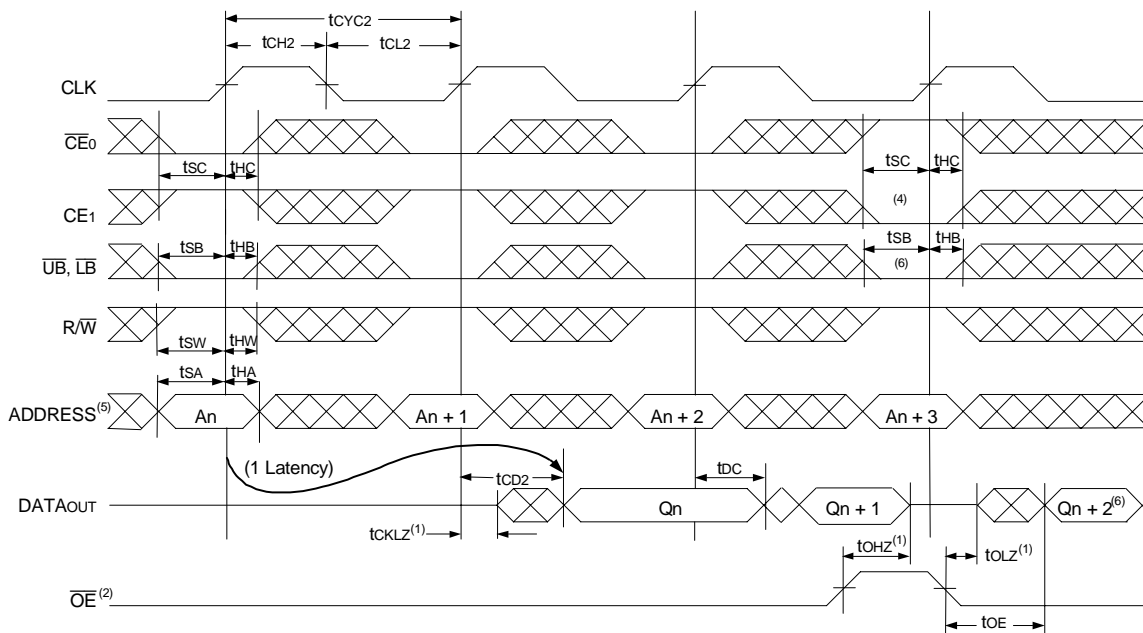 tCYC2
tCH2 tCL2
CLK
CE0
tSC tHC tSC tHC
CE1 (4)
tSB tHB tSB tHB
UB, LB (6)
R/W
tSW tHW
tSA tHA
ADDRESS(5) An An + 1 An + 2 An + 3
(1 Latency) tCD2 tDC
DATAOUT Qn Qn + 1 Qn + 2(6)
tCKLZ(1) tOHZ(1) tOLZ(1)
OE(2)
tOE